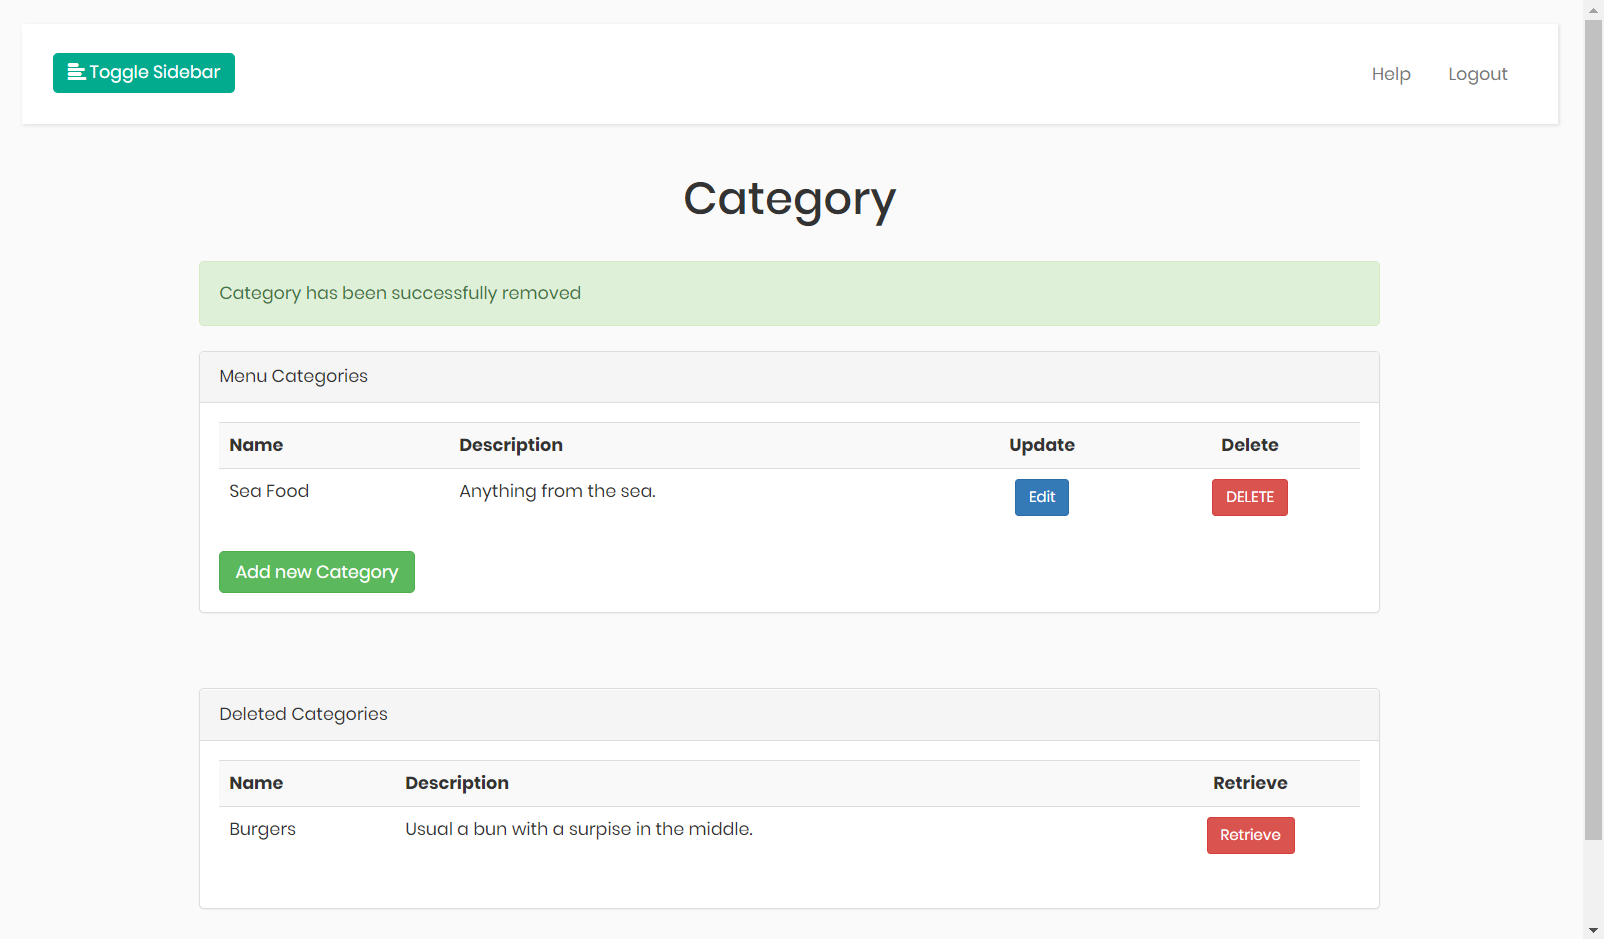 Toggle Sidebar
Help Logout
Category
Category has been successfully removed
Menu Categories
Name Description Update Delete
Sea Food Anything from the sea. Edit DELETE
Add new Category
Deleted Categories
Name Description Retrieve
Burgers Usual a bun with a surpise in the middle. Retrieve